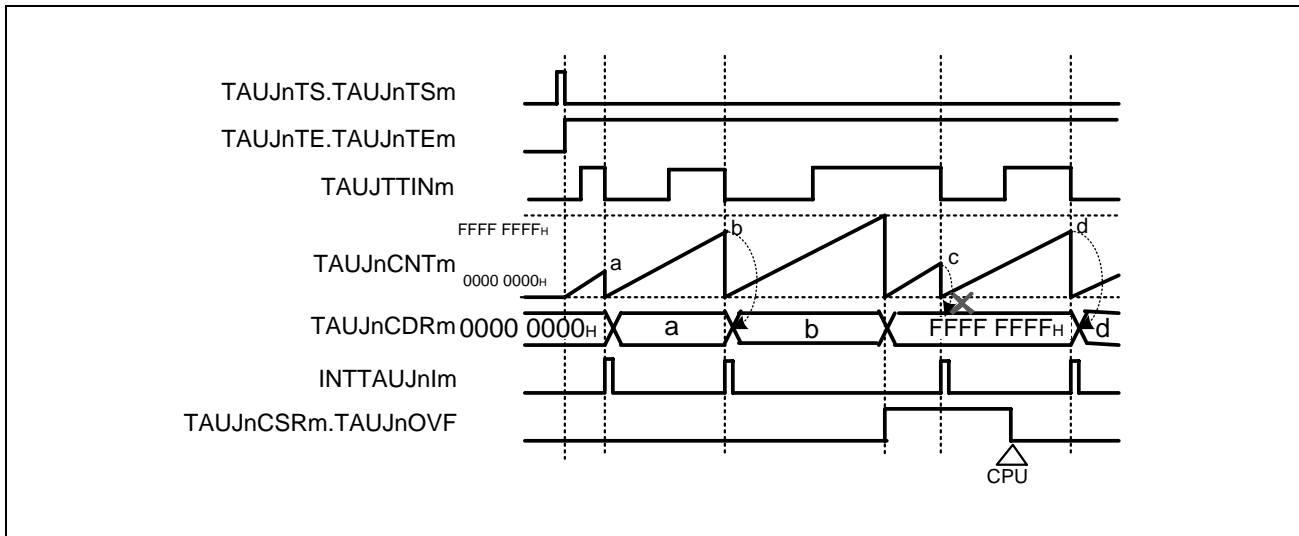 TAUJnTS.TAUJnTSm
TAUJnTE.TAUJnTEm
TAUJTTINm
FFFF FFFFH
TAUJnCNTm
0000 0000H
a
b
c
d
TAUJnCDRm
0000 0000H
a
b
FFFF FFFFH
d
INTTAUJnIm
TAUJnCSRm.TAUJnOVF
CPU